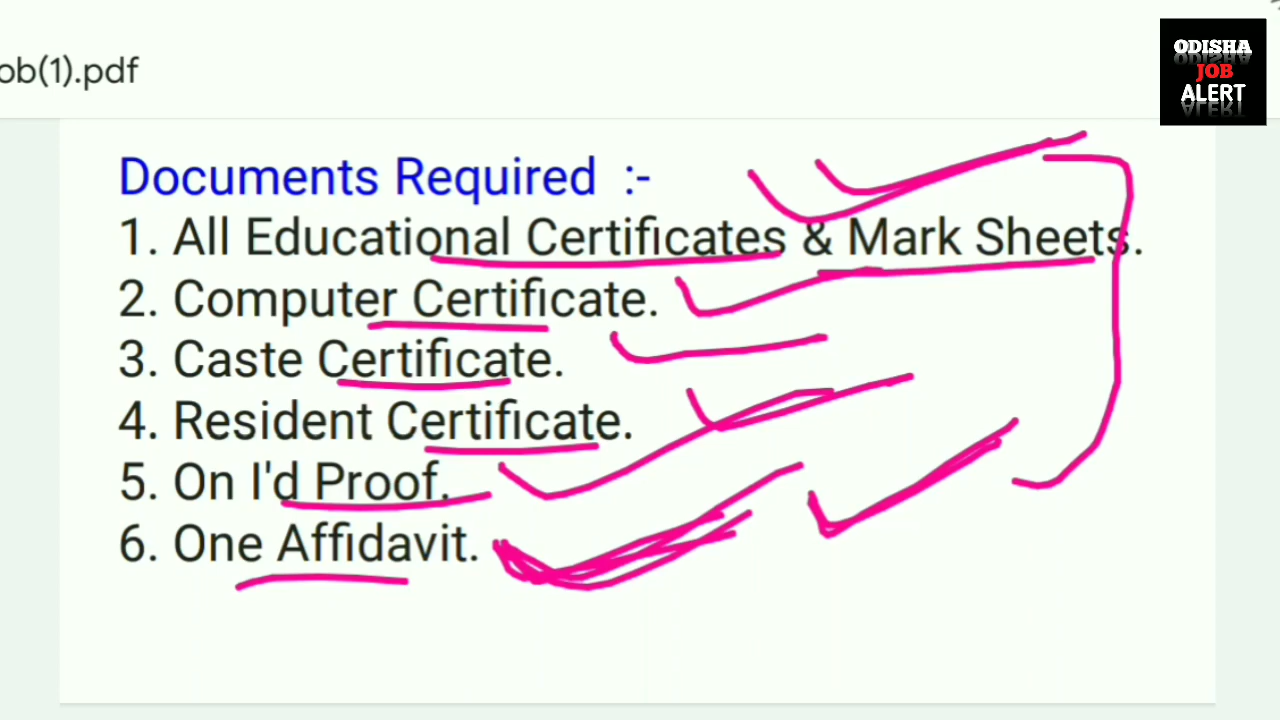 ob(1).pdf
ODISHA
JOB
ALERT
Documents Required :-
1. All Educational Certificates & Mark Sheets.
2. Computer Certificate.
3. Caste Certificate.
4. Resident Certificate.
5. On I'd Proof.
6. One Affidavit.